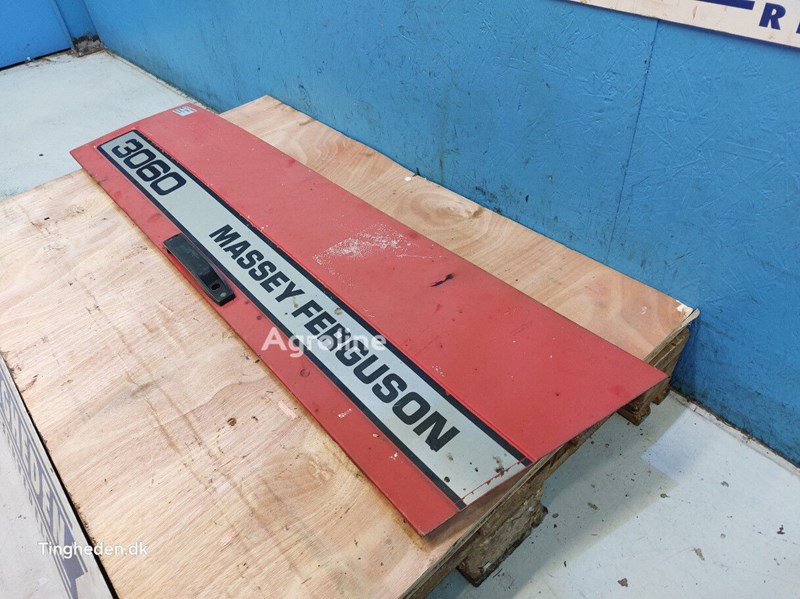 3060
MASSEY FERGUSON
Agroline
Tingheden.dk